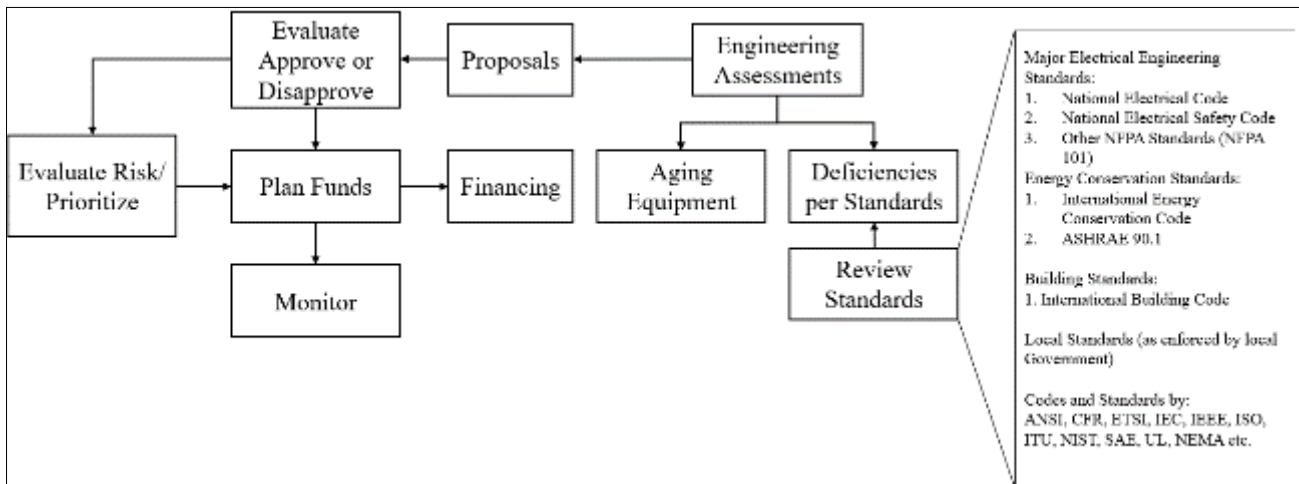 Evaluate
Approve or
Disapprove
Proposals
Engineering
Assessments
Evaluate Risk/
Prioritize
Plan Funds
Financing
Aging
Equipment
Deficiencies
per Standards
Monitor
Review
Standards
Major Electrical Engineering
Standards:
1. National Electrical Code
2. National Electrical Safety Code
3. Other NFPA Standards (NFPA
101)
Energy Conservation Standards:
1. International Energy
Conservation Code
2. ASHRAE 90.1
Building Standards:
1. International Building Code
Local Standards (as enforced by local
Government)
Codes and Standards by:
ANSI, CFR, ETSI, IEC, IEEE, ISO,
ITU, NIST, SAE, UL, NEMA etc.